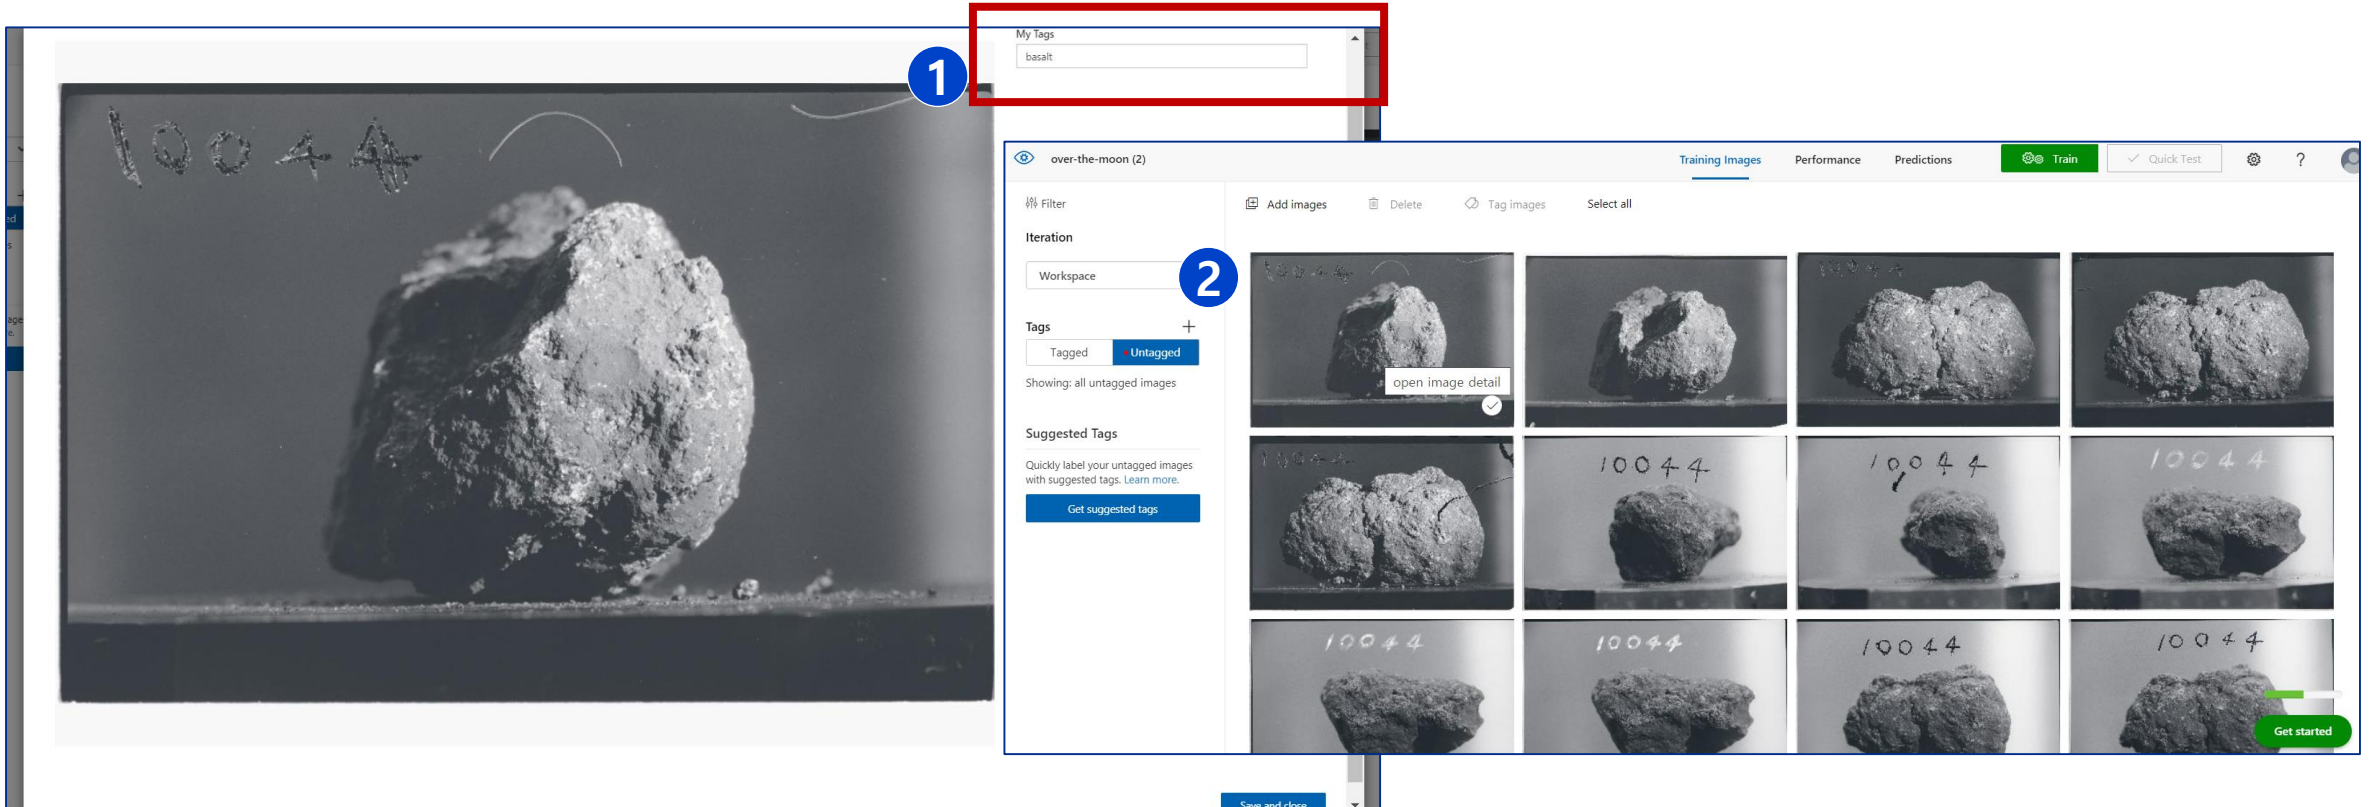 1
My Tags
basalt
10044
over-the-moon (2)
Training Images
Performance
Predictions
Train
Quick Test
?
Filter
Add images
Delete
Tag images
Select all
Iteration
Workspace
2
Tags
+
Tagged
Untagged
Showing: all untagged images
Suggested Tags
Quickly label your untagged images
with suggested tags. Learn more.
Get suggested tags
10044
open image detail
10044
10044
10044
10044
10044
10044
10044
10044
10044
Get started
Save and close